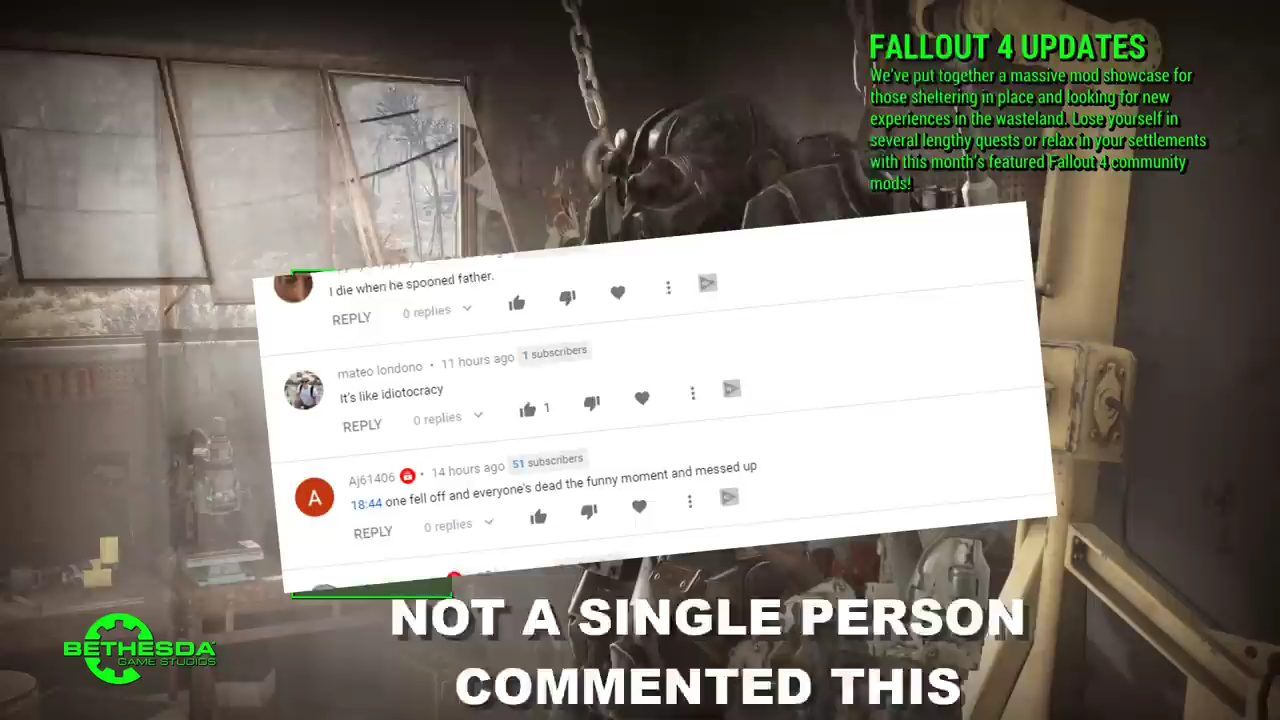 FALLOUT 4 UPDATES
We've put together a massive mod showcase for
those sheltering in place and looking for new
experiences in the wasteland. Lose yourself in
several lengthy quests or relax in your settlements
with this month's featured Fallout 4 community
mods!
I die when he spooned father.
REPLY 0 replies
mateo londono • 11 hours ago 1 subscribers
It's like idiotocracy
REPLY 0 replies 1
A
Aj61406 • 14 hours ago 51 subscribers
18:44 one fell off and everyone's dead the funny moment and messed up
REPLY 0 replies
NOT A SINGLE PERSON
COMMENTED THIS
BETHESDA
GAME STUDIOS